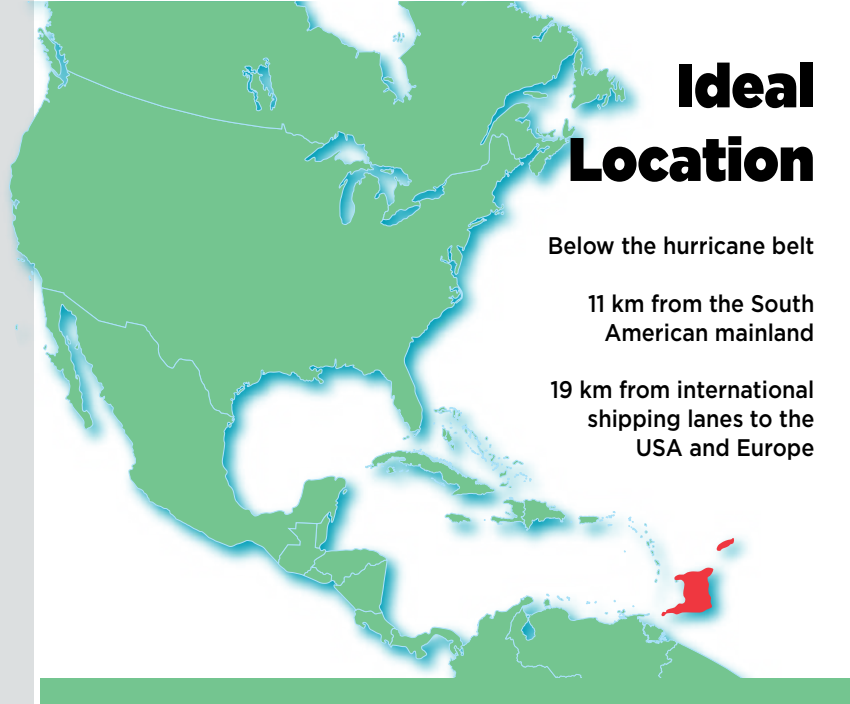 Ideal
Location
Below the hurricane belt
11 km from the South
American mainland
19 km from international
shipping lanes to the
USA and Europe